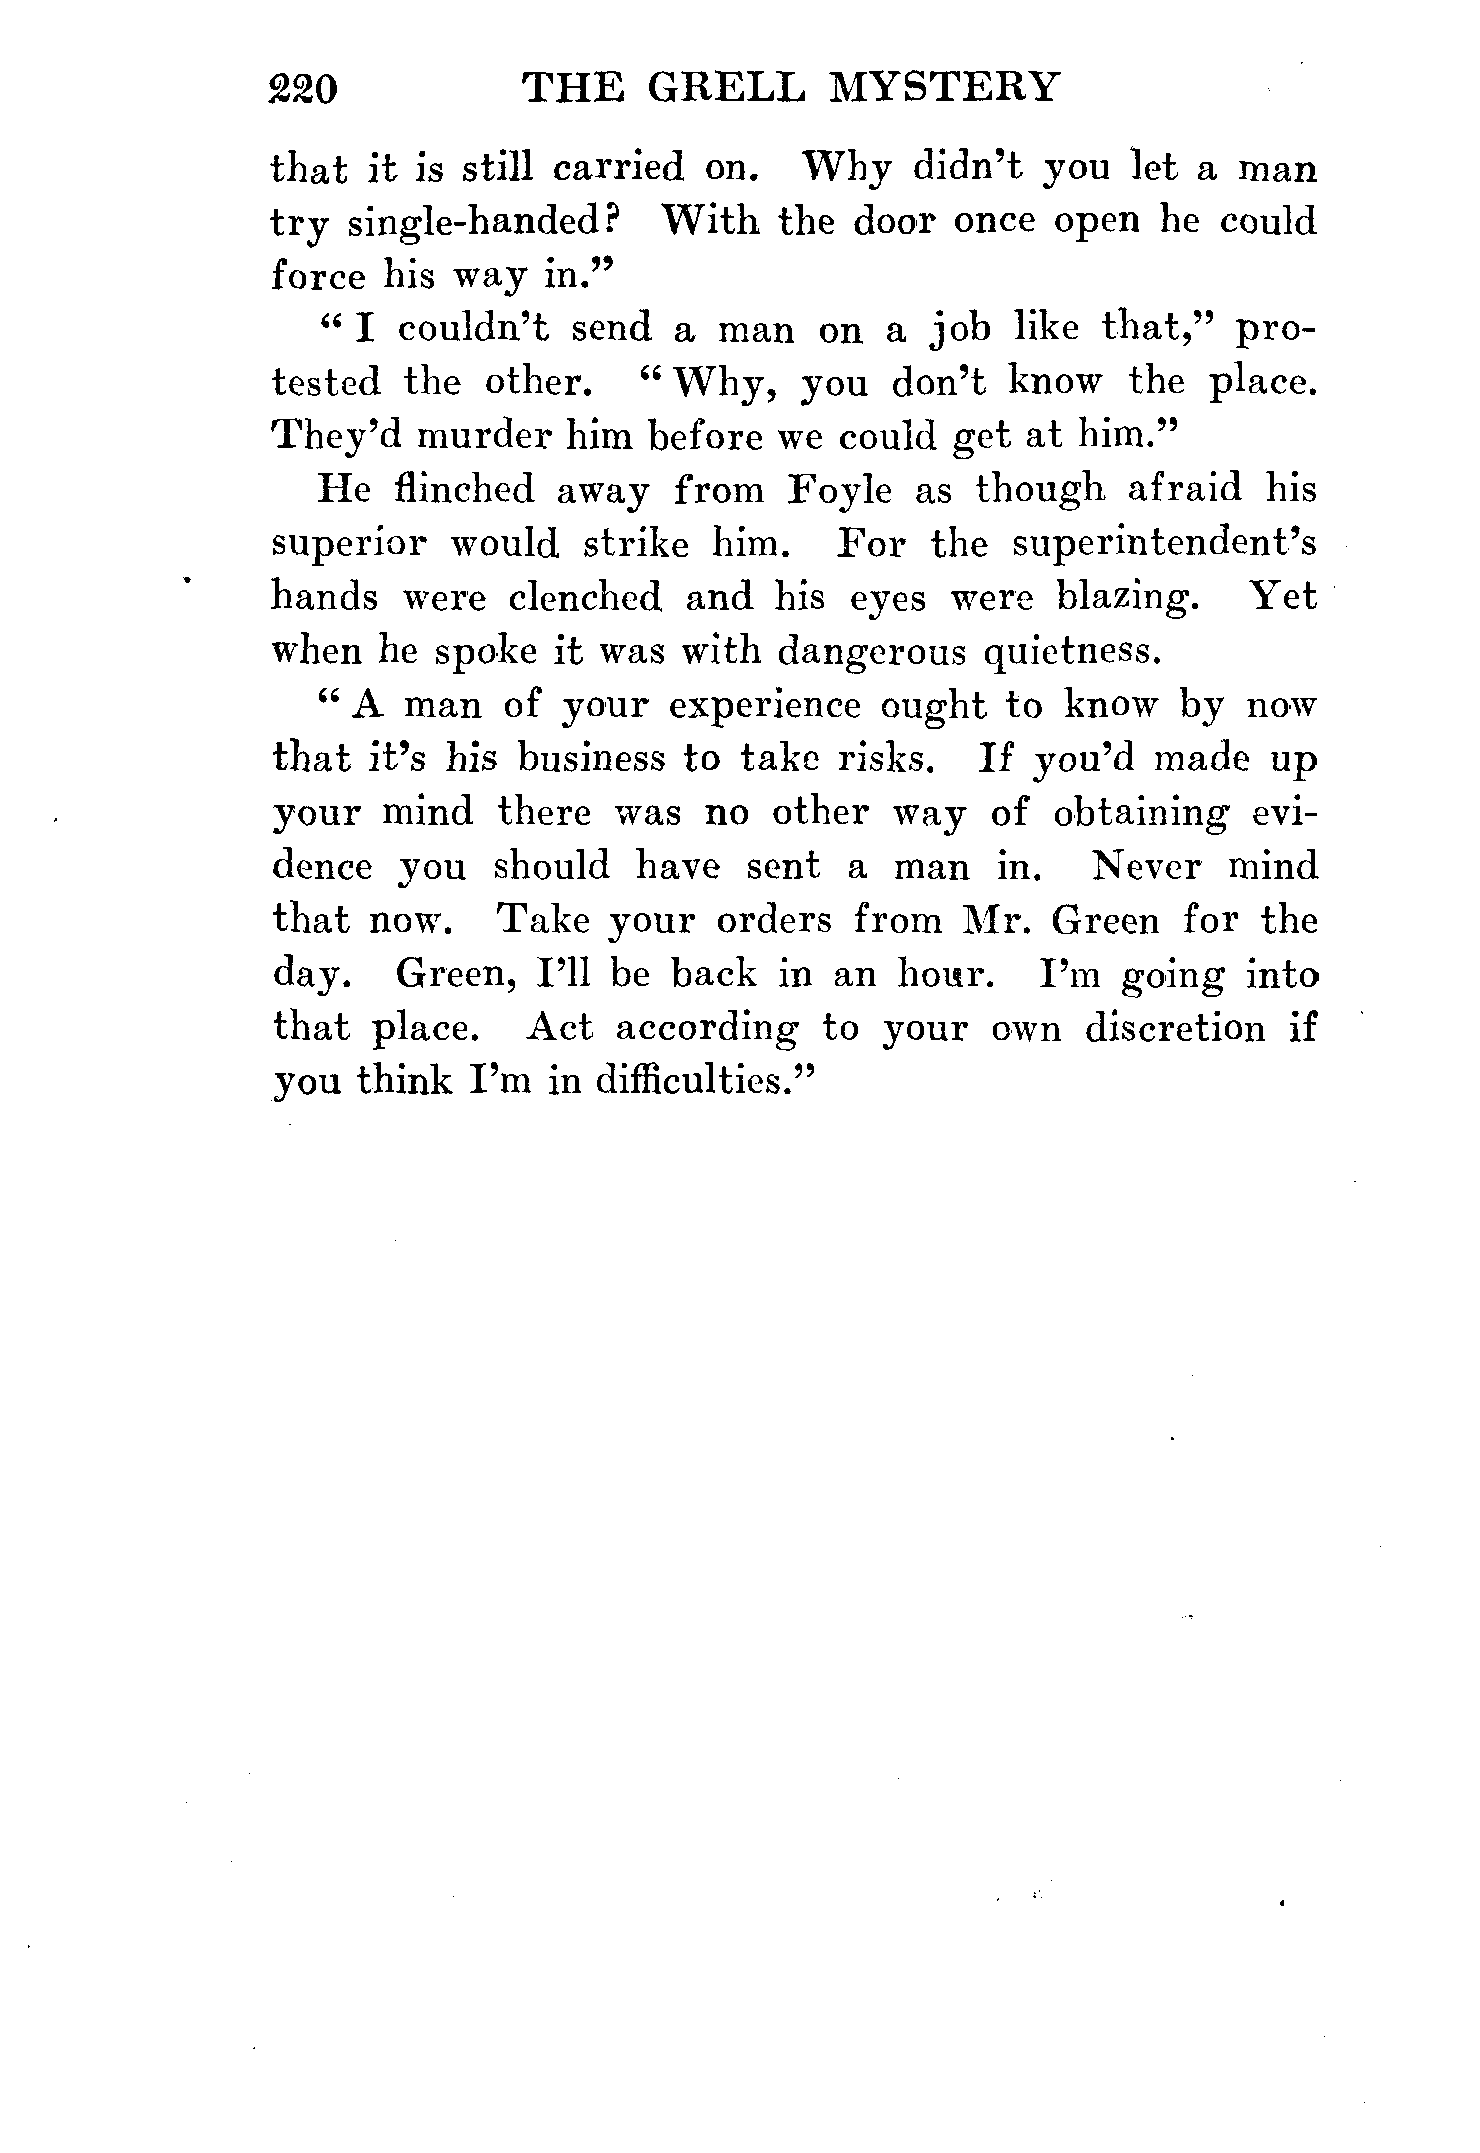 220 THE GRELL MYSTERY
that it is still carried on. Why didn't you let a man
try single-handed? With the door once open he could
force his way in."
"I couldn't send a man on a job like that," pro-
tested the other. "Why, you don't know the place.
They'd murder him before we could get at him."
He flinched away from Foyle as though afraid his
superior would strike him. For the superintendent's
hands were clenched and his eyes were blazing. Yet
when he spoke it was with dangerous quietness.
"A man of your experience ought to know by now
that it's his business to take risks. If you'd made up
your mind there was no other way of obtaining evi-
dence you should have sent a man in. Never mind
that now. Take your orders from Mr. Green for the
day. Green, I'll be back in an hour. I'm going into
that place. Act according to your own discretion if
you think I'm in difficulties."